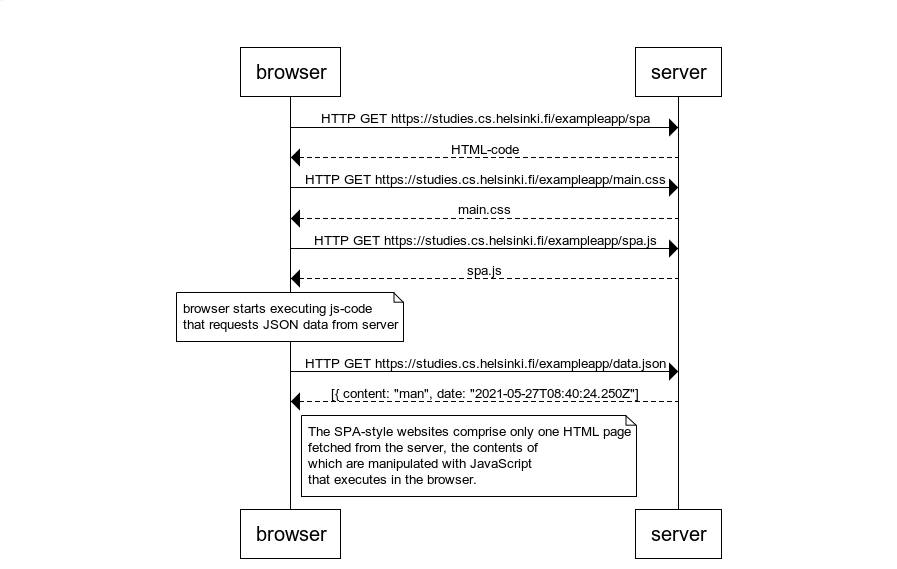 browser
server
HTTP GET https://studies.cs.helsinki.fi/exampleapp/spa
HTML-code
HTTP GET https://studies.cs.helsinki.fi/exampleapp/main.css
main.css
HTTP GET https://studies.cs.helsinki.fi/exampleapp/spa.js
spa.js
browser starts executing js-code
that requests JSON data from server
HTTP GET https://studies.cs.helsinki.fi/exampleapp/data.json
[{ content: "man", date: "2021-05-27T08:40:24.250Z"]
The SPA-style websites comprise only one HTML page
fetched from the server, the contents of
which are manipulated with JavaScript
that executes in the browser.
browser
server